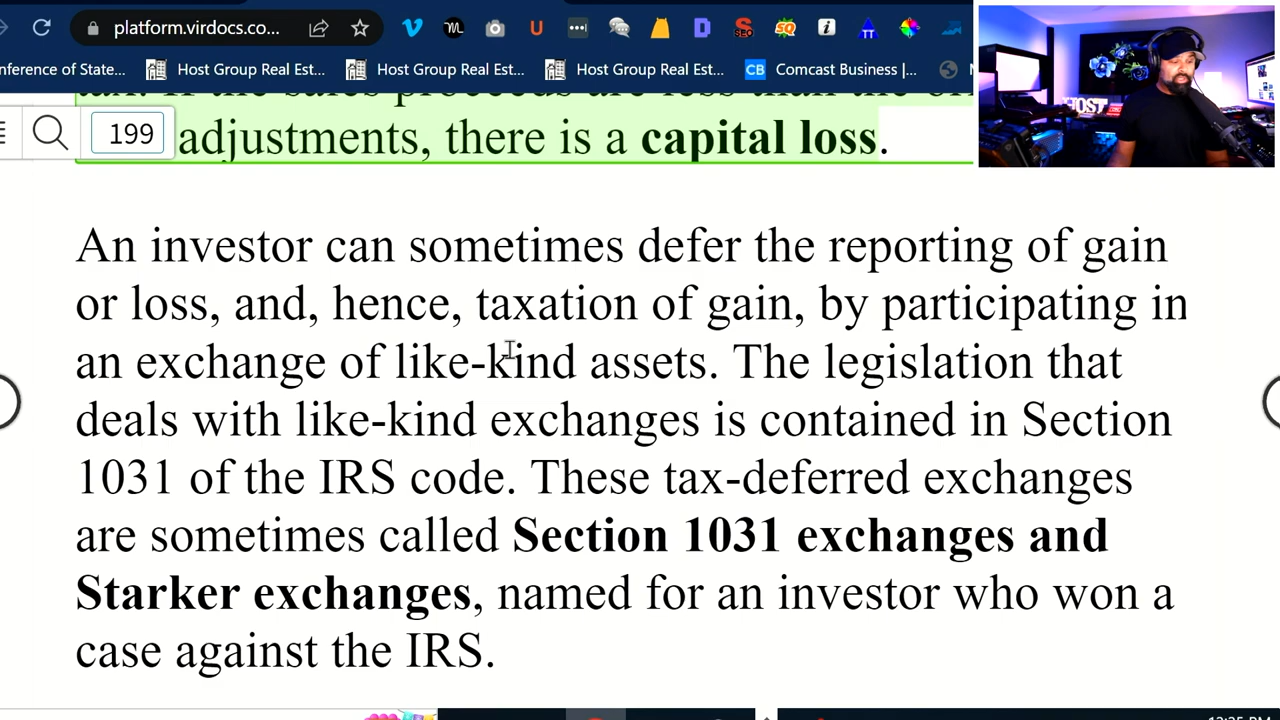 platform.virdocs.co...
nference of State... Host Group Real Est... Host Group Real Est... Host Group Real Est... CB Comcast Business |...
199
adjustments, there is a capital loss.
HOST
An investor can sometimes defer the reporting of gain
or loss, and, hence, taxation of gain, by participating in
an exchange of like-kind assets. The legislation that
deals with like-kind exchanges is contained in Section
1031 of the IRS code. These tax-deferred exchanges
are sometimes called Section 1031 exchanges and
Starker exchanges, named for an investor who won a
case against the IRS.